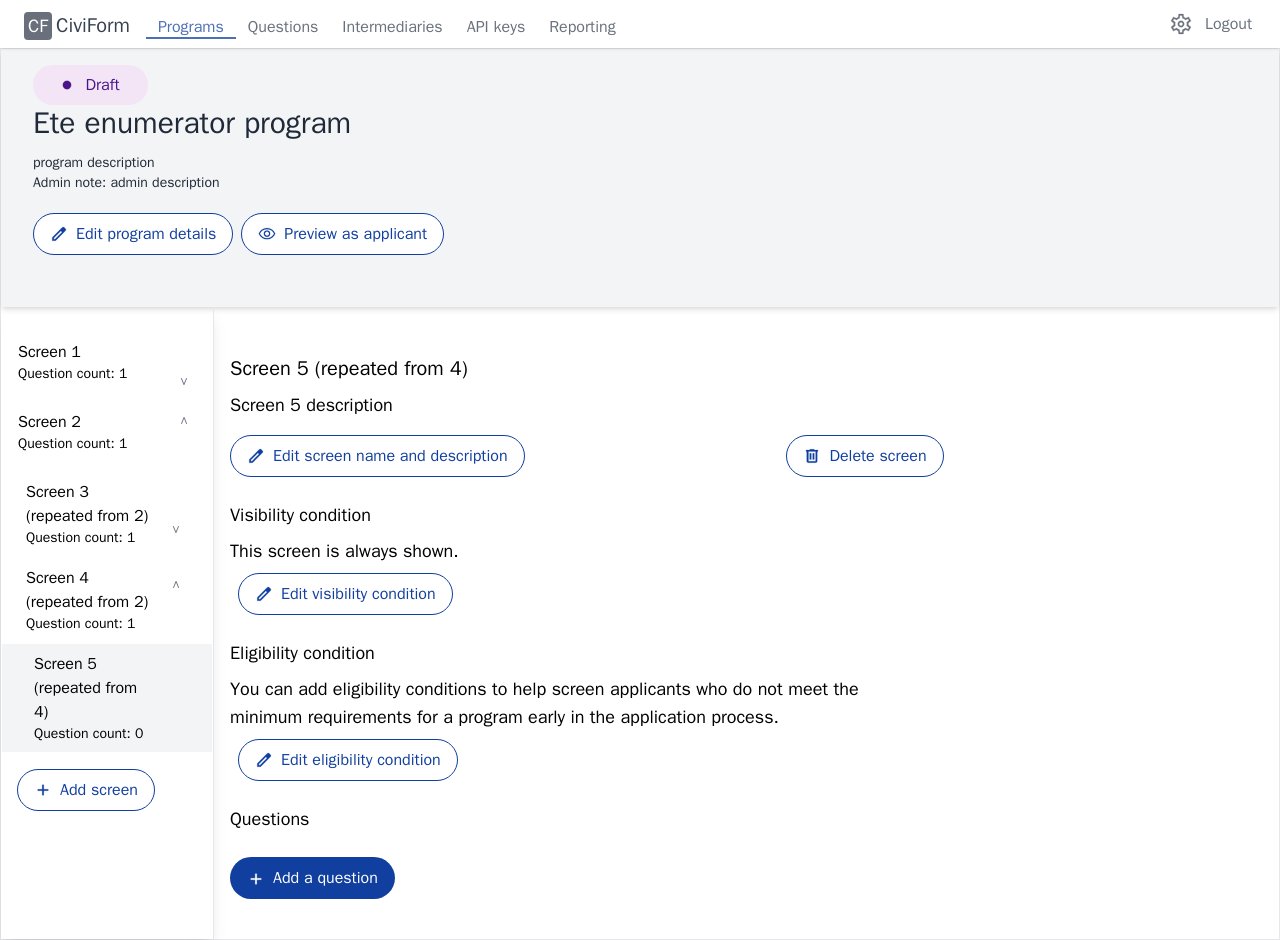 CF CiviForm
Programs
Questions
Intermediaries
API keys
Reporting
Logout
Draft
Ete enumerator program
program description
Admin note: admin description
Edit program details
Preview as applicant
Screen 1
Question count: 1
Screen 2
Question count: 1
Screen 3
(repeated from 2)
Question count: 1
Screen 4
(repeated from 2)
Question count: 1
Screen 5
(repeated from
4)
Question count: 0
Add screen
Screen 5 (repeated from 4)
Screen 5 description
Edit screen name and description
Delete screen
Visibility condition
This screen is always shown.
Edit visibility condition
Eligibility condition
You can add eligibility conditions to help screen applicants who do not meet the
minimum requirements for a program early in the application process.
Edit eligibility condition
Questions
Add a question